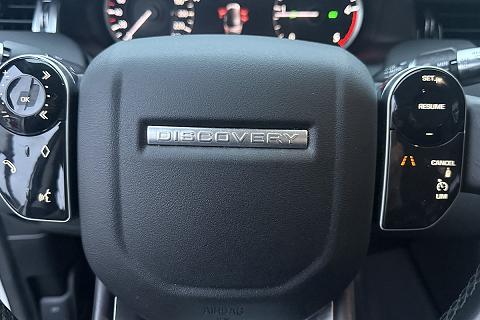 OK
DISCOVERY
SET
RESUME
CANCEL
LIM
AIRBAG